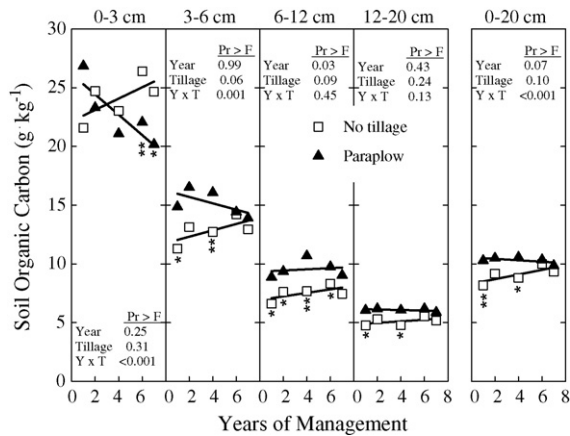 0-3 cm 3-6 cm 6-12 cm 12-20 cm 0-20 cm
Pr > F Pr > F Pr > F Pr > F
Year 0.99 Year 0.03 Year 0.43 Year 0.07
Tillage 0.06 Tillage 0.09 Tillage 0.24 Tillage 0.10
Y x T 0.001 Y x T 0.45 Y x T 0.13 Y x T <0.001
No tillage
Paraplow
Pr > F
Year 0.25
Tillage 0.31
Y x T <0.001
Soil Organic Carbon (g· kg-1)
30
25
20
15
10
5
0
0 2 4 6 0 2 4 6 0 2 4 6 0 2 4 6 8 0 2 4 6 8
Years of Management